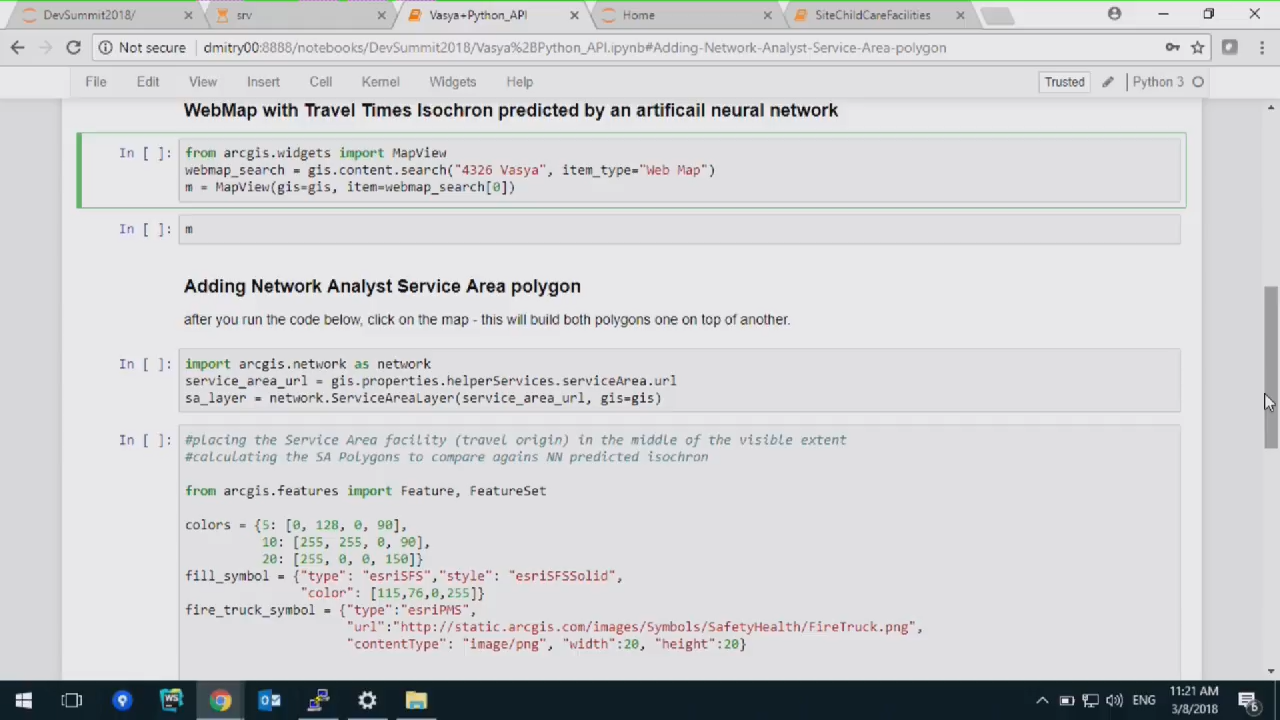 DevSummit2018/
srv
Vasya+Python_API
Home
SiteChildCareFacilities
Not secure
dmitry00:8888/notebooks/DevSummit2018/Vasya%2BPython_API.ipynb#Adding-Network-Analyst-Service-Area-polygon
File Edit View Insert Cell Kernel Widgets Help
Trusted
Python 3
WebMap with Travel Times Isochron predicted by an artificail neural network
In [ ]: from arcgis.widgets import MapView
webmap_search = gis.content.search("4326 Vasya", item_type="Web Map")
m = MapView(gis=gis, item=webmap_search[0])
In [ ]: m
Adding Network Analyst Service Area polygon
after you run the code below, click on the map - this will build both polygons one on top of another.
In [ ]: import arcgis.network as network
service_area_url = gis.properties.helperServices.serviceArea.url
sa_layer = network.ServiceAreaLayer(service_area_url, gis=gis)
In [ ]: #placing the Service Area facility (travel origin) in the middle of the visible extent
#calculating the SA Polygons to compare agains NN predicted isochron
from arcgis.features import Feature, FeatureSet
colors = {5: [0, 128, 0, 90],
10: [255, 255, 0, 90],
20: [255, 0, 0, 150]}
fill_symbol = {"type": "esriSFS","style": "esriSFSSolid",
"color": [115,76,0,255]}
fire_truck_symbol = {"type":"esriPMS",
"url":"http://static.arcgis.com/images/Symbols/SafetyHealth/FireTruck.png",
"contentType": "image/png", "width":20, "height":20}
WS
ENG
11:21 AM
3/8/2018
6